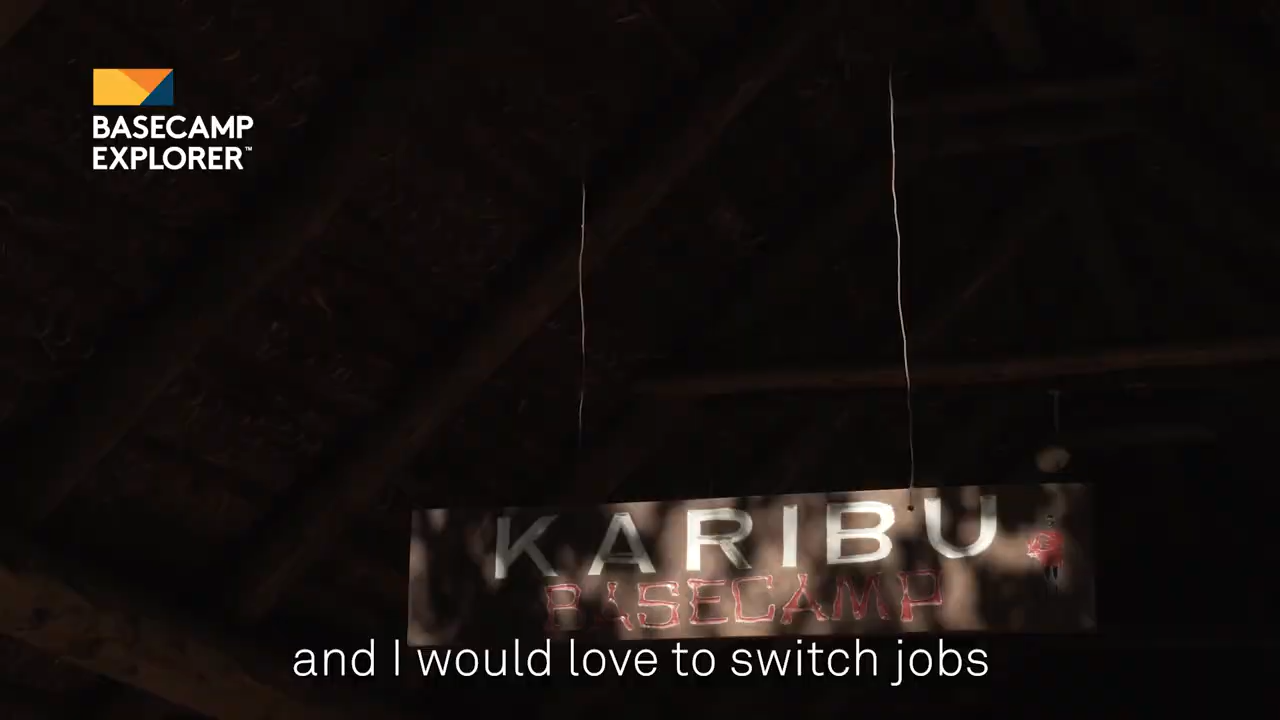 BASECAMP
EXPLORER™
KARIBU
BASECAMP
and I would love to switch jobs